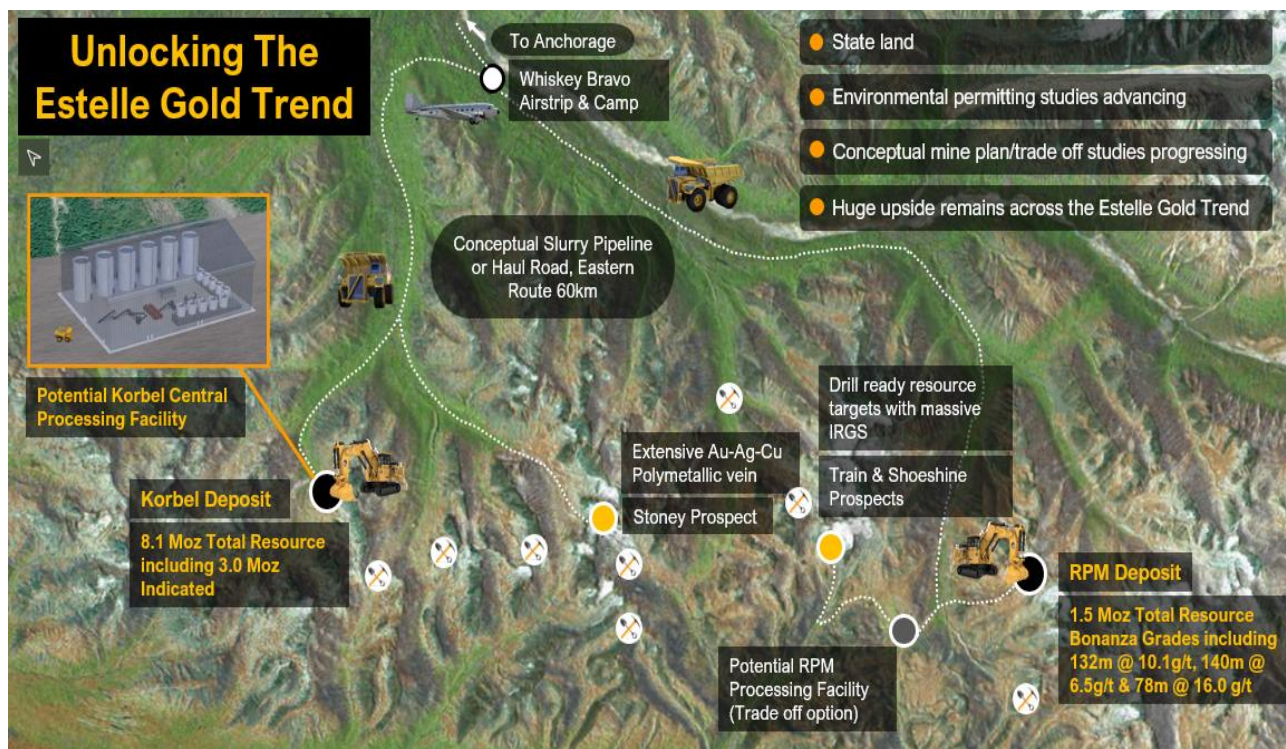 Unlocking The
Estelle Gold Trend
To Anchorage
Whiskey Bravo
Airstrip & Camp
State land
Environmental permitting studies advancing
Conceptual mine plan/trade off studies progressing
Huge upside remains across the Estelle Gold Trend
Conceptual Slurry Pipeline
or Haul Road, Eastern
Route 60km
Potential Korbel Central
Processing Facility
Korbel Deposit
8.1 Moz Total Resource
including 3.0 Moz
Indicated
Extensive Au-Ag-Cu
Polymetallic vein
Stoney Prospect
Drill ready resource
targets with massive
IRGS
Train & Shoeshine
Prospects
Potential RPM
Processing Facility
(Trade off option)
RPM Deposit
1.5 Moz Total Resource
Bonanza Grades including
132m @ 10.1g/t, 140m @
6.5g/t & 78m @ 16.0 g/t